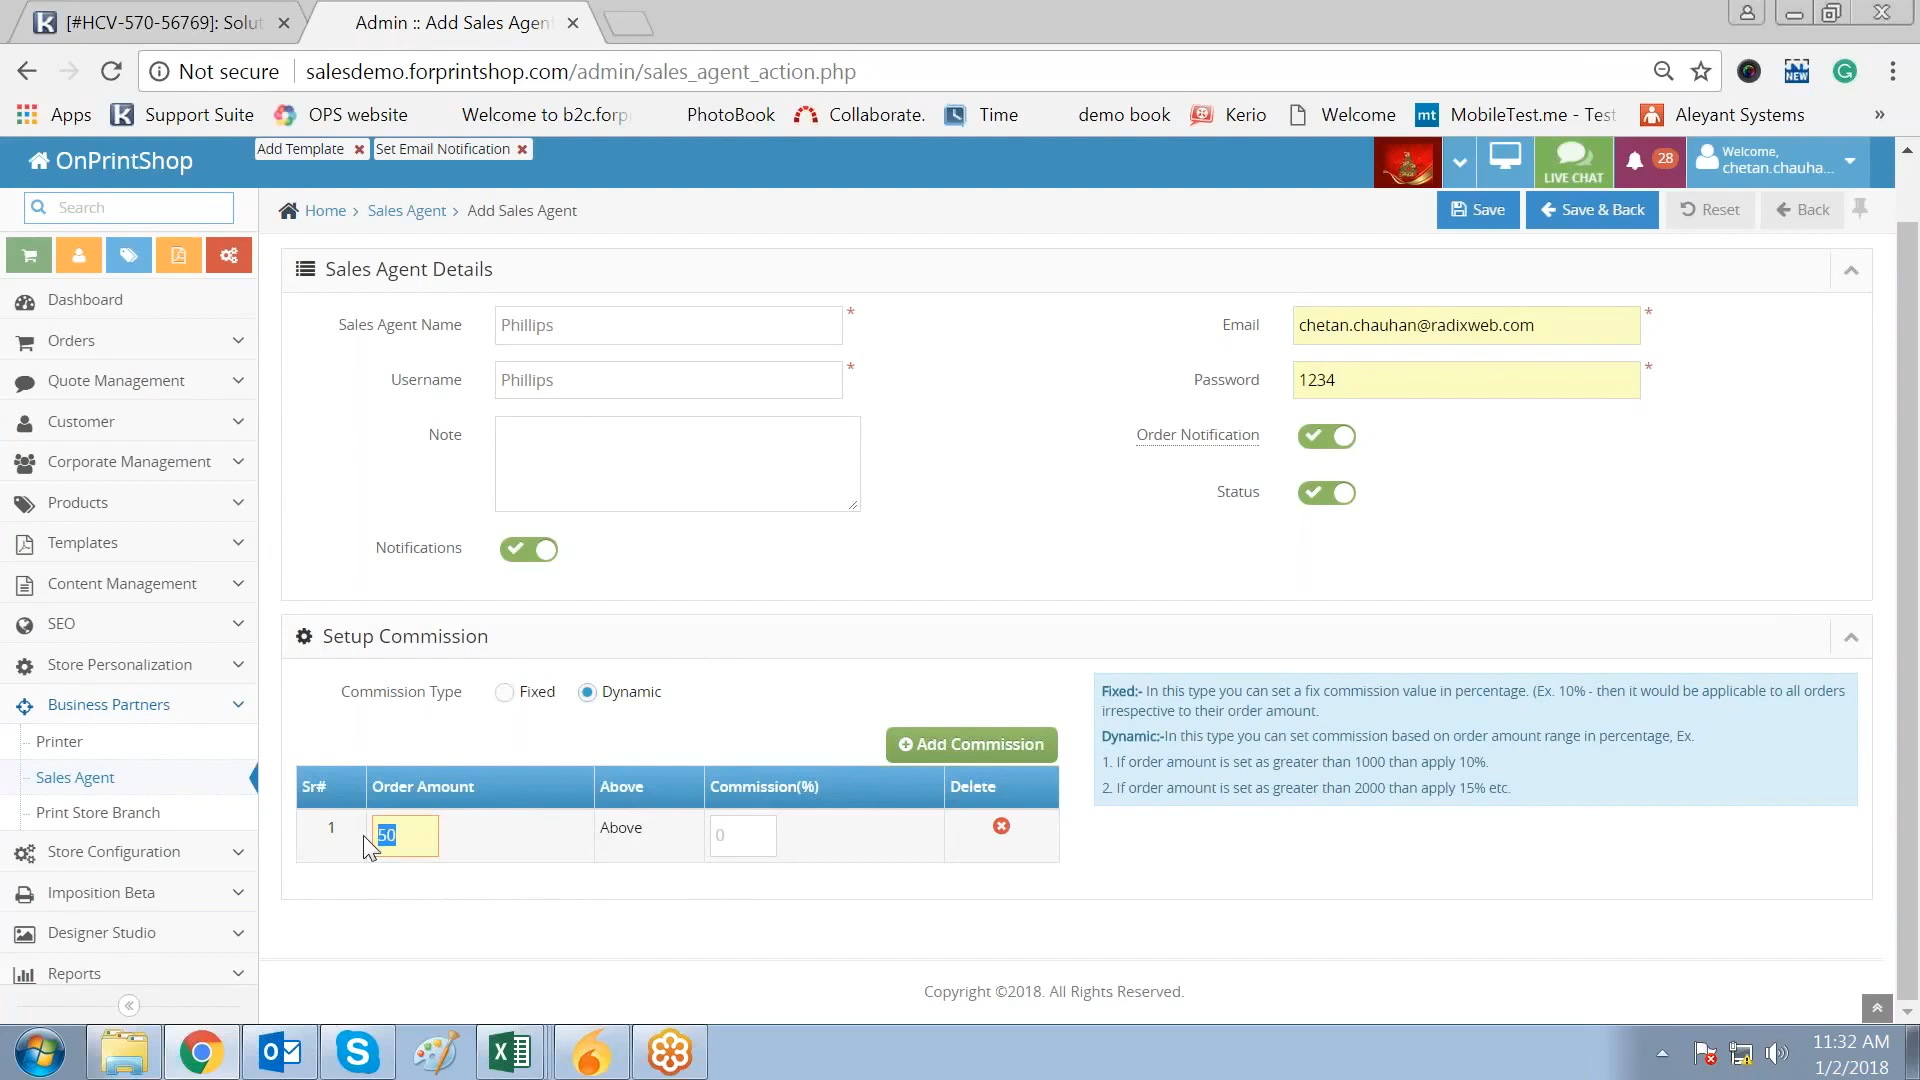 [#HCV-570-56769]: Solut
Admin :: Add Sales Agent
Not secure
salesdemo.forprintshop.com/admin/sales_agent_action.php
Apps
Support Suite
OPS website
Welcome to b2c.forp
PhotoBook
Collaborate.
Time
demo book
Kerio
Welcome
mt
MobileTest.me - Test
Aleyant Systems
»
NEW
OnPrintShop
Add Template
Set Email Notification
LIVE CHAT
28
Welcome,
chetan.chauha...
Search
Home
Sales Agent
Add Sales Agent
Save
Save & Back
Reset
Back
Dashboard
Orders
Quote Management
Customer
Corporate Management
Products
Templates
Content Management
SEO
Store Personalization
Business Partners
Printer
Sales Agent
Print Store Branch
Store Configuration
Imposition Beta
Designer Studio
Reports
Sales Agent Details
Sales Agent Name
Phillips
*
Email
chetan.chauhan@radixweb.com
*
Username
Phillips
*
Password
1234
*
Note
Order Notification
Status
Notifications
Setup Commission
Commission Type
Fixed
Dynamic
Add Commission
Sr#
Order Amount
Above
Commission(%)
Delete
1
50
Above
0
Fixed:- In this type you can set a fix commission value in percentage. (Ex. 10% - then it would be applicable to all orders
irrespective to their order amount.
Dynamic:-In this type you can set commission based on order amount range in percentage, Ex.
1. If order amount is set as greater than 1000 than apply 10%.
2. If order amount is set as greater than 2000 than apply 15% etc.
Copyright ©2018. All Rights Reserved.
11:32 AM
1/2/2018